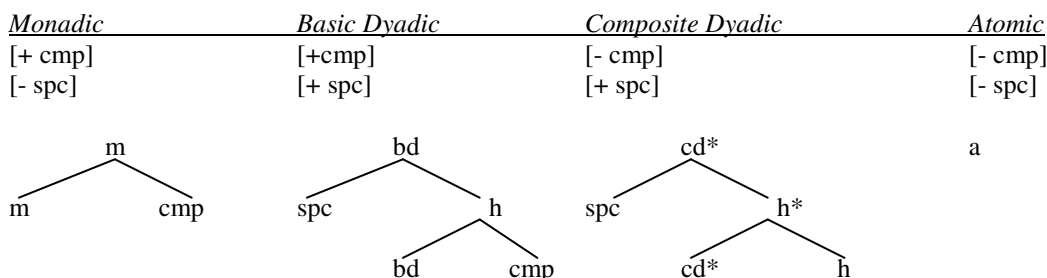 Monadic Basic Dyadic Composite Dyadic Atomic
[+ cmp] [+cmp] [- cmp] [- cmp]
[- spc] [+ spc] [+ spc] [- spc]
m bd cd* a
m cmp spc h spc h*
bd cmp cd* h